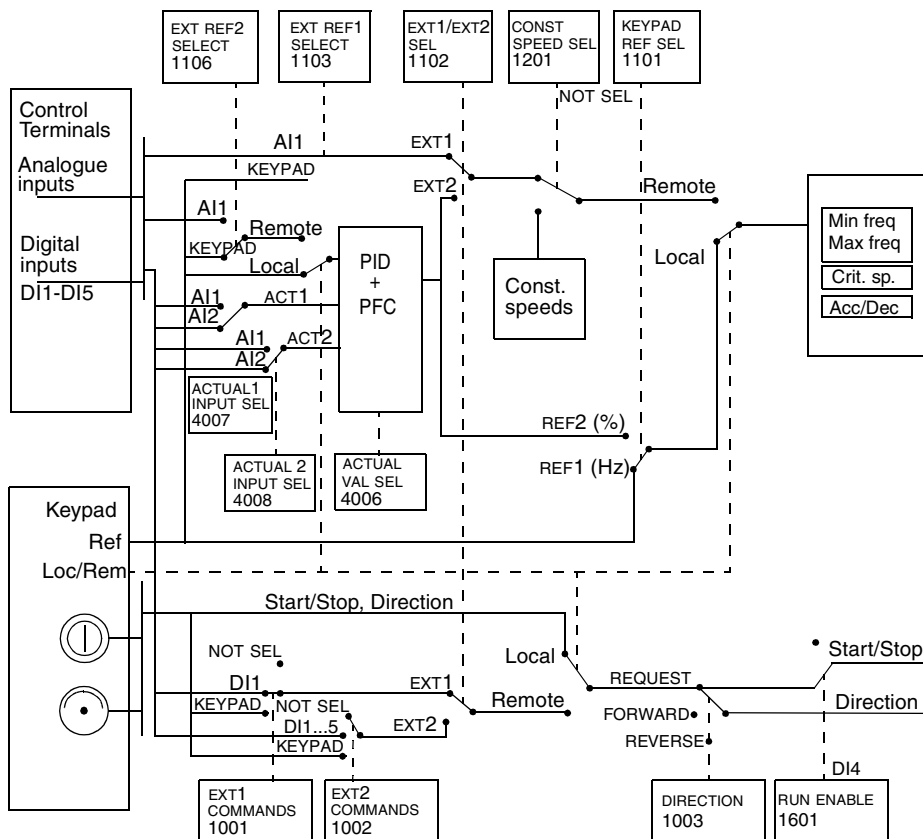 EXT REF2
SELECT
1106
EXT REF1
SELECT
1103
EXT1/EXT2
SEL
1102
CONST
SPEED SEL
1201
KEYPAD
REF SEL
1101
NOT SEL
Control
Terminals
Analogue
inputs
Digital
inputs
DI1-DI5
AI1
KEYPAD
EXT1
EXT2
Remote
AI1
Remote
KEYPAD
Local
AI1
AI2
ACT1
AI1
AI2
ACT2
PID
+
PFC
Const.
speeds
Local
Min freq
Max freq
Crit. sp.
Acc/Dec
ACTUAL1
INPUT SEL
4007
ACTUAL 2
INPUT SEL
4008
ACTUAL
VAL SEL
4006
REF2 (%)
REF1 (Hz)
Keypad
Ref
Loc/Rem
Start/Stop, Direction
NOT SEL
DI1
KEYPAD
NOT SEL
DI1...5
KEYPAD
EXT1
EXT2
Remote
Local
REQUEST
FORWARD
REVERSE
Start/Stop
Direction
DI4
EXT1
COMMANDS
1001
EXT2
COMMANDS
1002
DIRECTION
1003
RUN ENABLE
1601